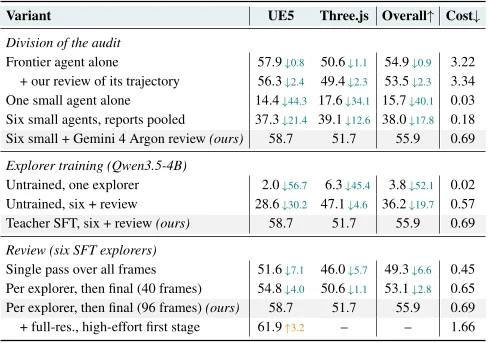 Variant UE5 Three.js Overall↑ Cost↓
Division of the audit
Frontier agent alone 57.9 ↓0.8 50.6 ↓1.1 54.9 ↓0.9 3.22
+ our review of its trajectory 56.3 ↓2.4 49.4 ↓2.3 53.5 ↓2.3 3.34
One small agent alone 14.4 ↓44.3 17.6 ↓34.1 15.7 ↓40.1 0.03
Six small agents, reports pooled 37.3 ↓21.4 39.1 ↓12.6 38.0 ↓17.8 0.18
Six small + Gemini 4 Argon review (ours) 58.7 51.7 55.9 0.69
Explorer training (Qwen3.5-4B)
Untrained, one explorer 2.0 ↓56.7 6.3 ↓45.4 3.8 ↓52.1 0.02
Untrained, six + review 28.6 ↓30.2 47.1 ↓4.6 36.2 ↓19.7 0.57
Teacher SFT, six + review (ours) 58.7 51.7 55.9 0.69
Review (six SFT explorers)
Single pass over all frames 51.6 ↓7.1 46.0 ↓5.7 49.3 ↓6.6 0.45
Per explorer, then final (40 frames) 54.8 ↓4.0 50.6 ↓1.1 53.1 ↓2.8 0.65
Per explorer, then final (96 frames) (ours) 58.7 51.7 55.9 0.69
+ full-res., high-effort first stage 61.9 ↑3.2 – – 1.66